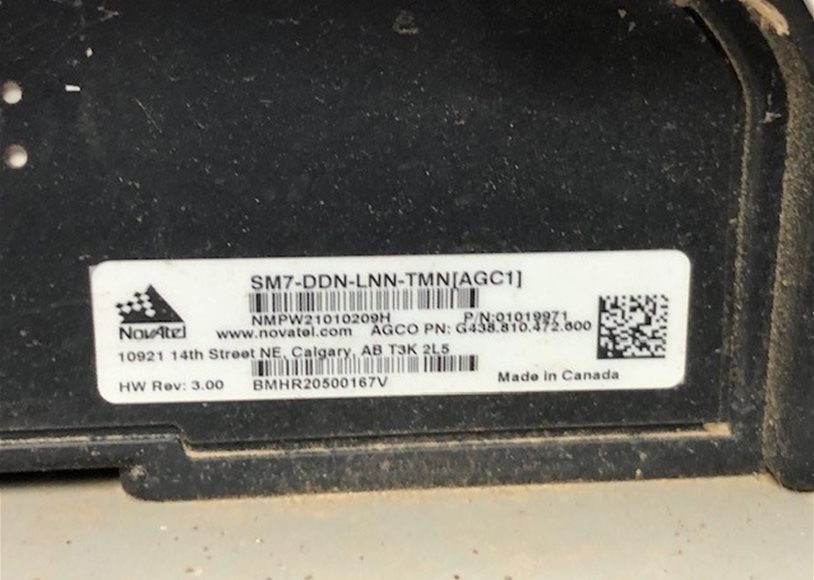 SM7-DDN-LNN-TMN[AGC1]
NMPW21010209H P/N:01019971
NovAtel www.novatel.com AGCO PN: G438.810.472.600
10921 14th Street NE, Calgary, AB T3K 2L5
HW Rev: 3.00 BMHR20500167V Made in Canada